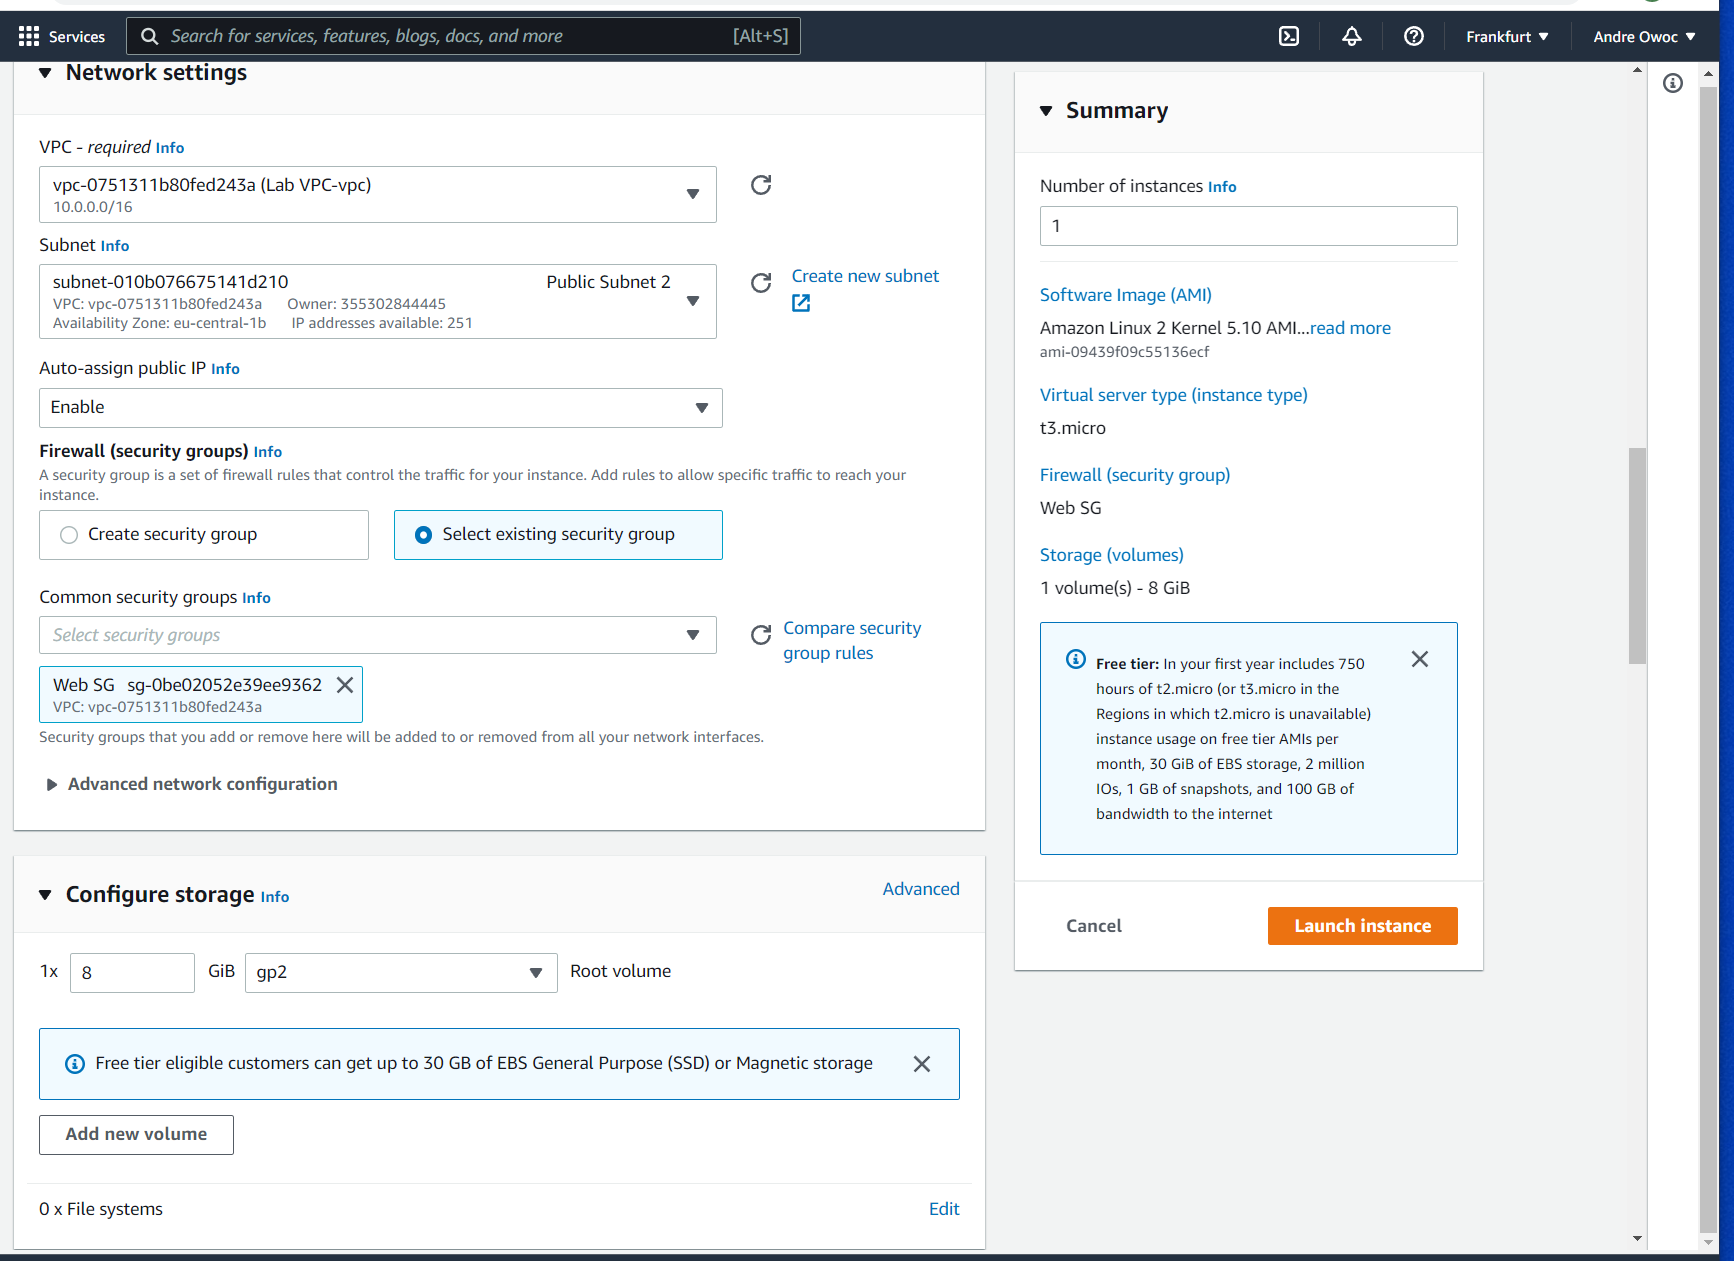 Services
Search for services, features, blogs, docs, and more [Alt+S]
Frankfurt
Andre Owoc
Network settings
VPC - required Info
vpc-0751311b80fed243a (Lab VPC-vpc)
10.0.0.0/16
Subnet Info
subnet-010b076675141d210 Public Subnet 2
VPC: vpc-0751311b80fed243a Owner: 355302844445
Availability Zone: eu-central-1b IP addresses available: 251
Create new subnet
Auto-assign public IP Info
Enable
Firewall (security groups) Info
A security group is a set of firewall rules that control the traffic for your instance. Add rules to allow specific traffic to reach your
instance.
Create security group
Select existing security group
Common security groups Info
Select security groups
Compare security
group rules
Web SG sg-0be02052e39ee9362
VPC: vpc-0751311b80fed243a
Security groups that you add or remove here will be added to or removed from all your network interfaces.
Advanced network configuration
Configure storage Info
Advanced
1x 8 GiB gp2 Root volume
Free tier eligible customers can get up to 30 GB of EBS General Purpose (SSD) or Magnetic storage
Add new volume
0 x File systems Edit
Summary
Number of instances Info
1
Software Image (AMI)
Amazon Linux 2 Kernel 5.10 AMI...read more
ami-09439f09c55136ecf
Virtual server type (instance type)
t3.micro
Firewall (security group)
Web SG
Storage (volumes)
1 volume(s) - 8 GiB
Free tier: In your first year includes 750
hours of t2.micro (or t3.micro in the
Regions in which t2.micro is unavailable)
instance usage on free tier AMIs per
month, 30 GiB of EBS storage, 2 million
IOs, 1 GB of snapshots, and 100 GB of
bandwidth to the internet
Cancel
Launch instance